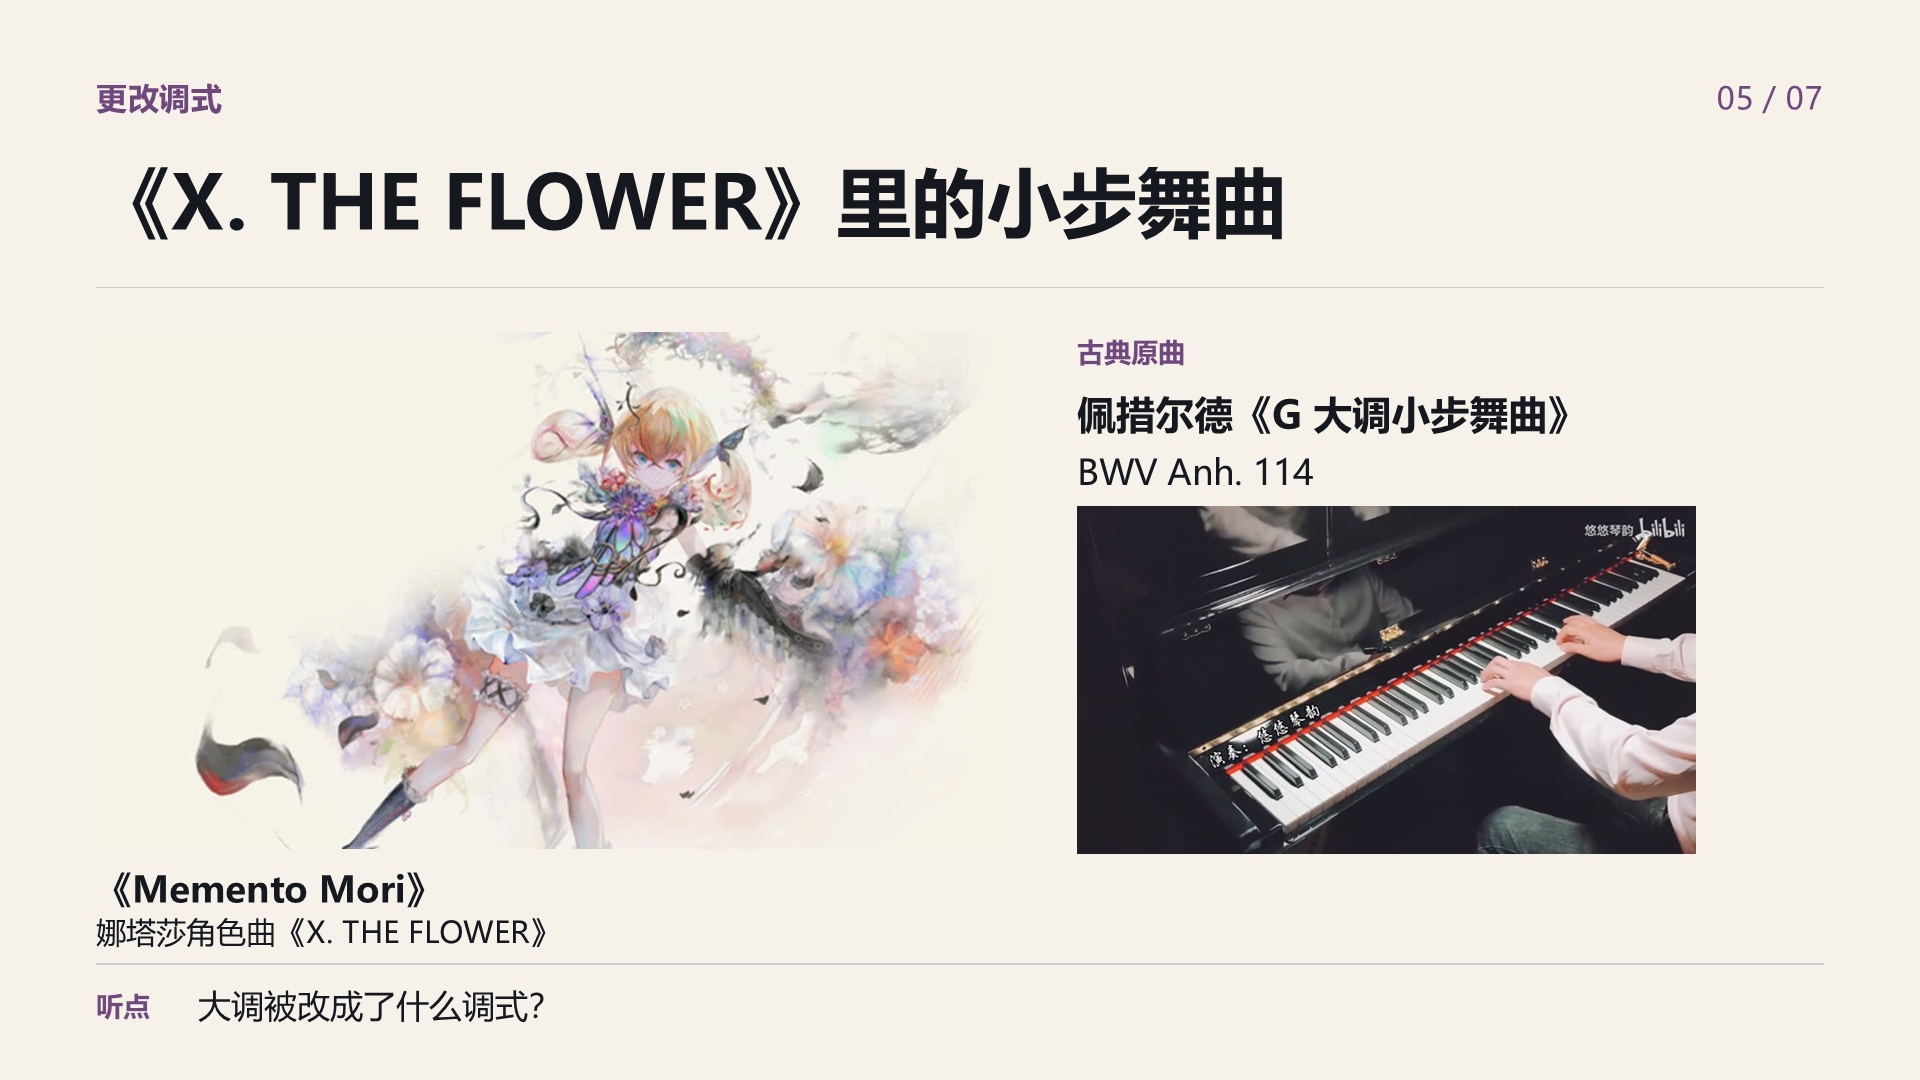 更改调式
05 / 07
《X. THE FLOWER》里的小步舞曲
古典原曲
佩措尔德《G 大调小步舞曲》
BWV Anh. 114
悠悠琴韵 bilibili
演奏：悠悠琴韵
《Memento Mori》
娜塔莎角色曲《X. THE FLOWER》
听点
大调被改成了什么调式？